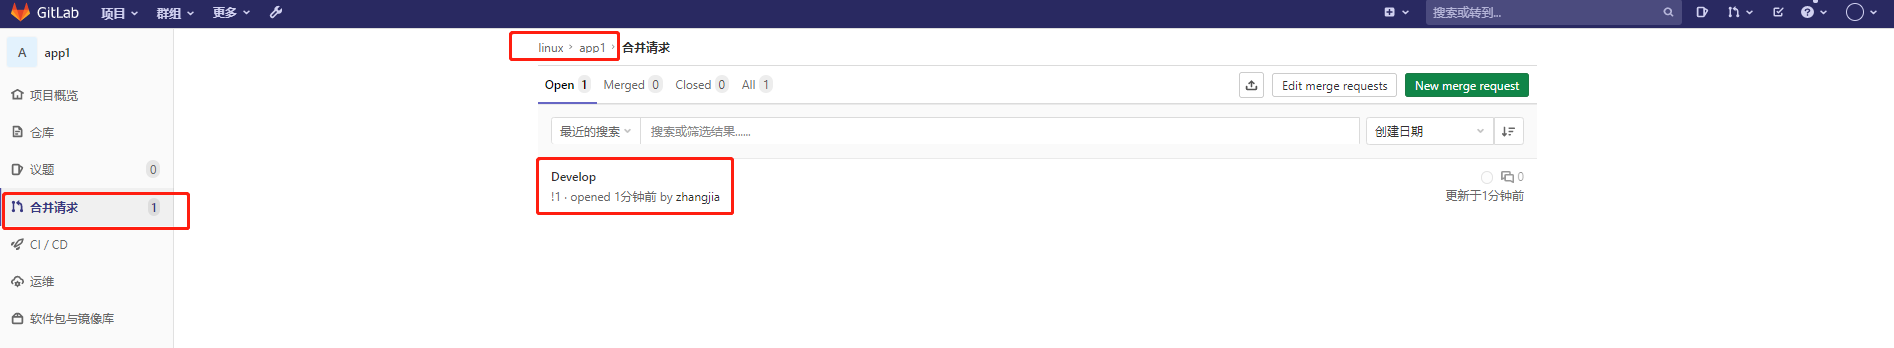 GitLab 项目 群组 更多 搜索或转到...
A app1
linux > app1 > 合并请求
Open 1 Merged 0 Closed 0 All 1 Edit merge requests New merge request
项目概览
仓库
最近的搜索 搜索或筛选结果...... 创建日期
议题 0
Develop 0
!1 · opened 1分钟前 by zhangjia 更新于1分钟前
合并请求 1
CI / CD
运维
软件包与镜像库